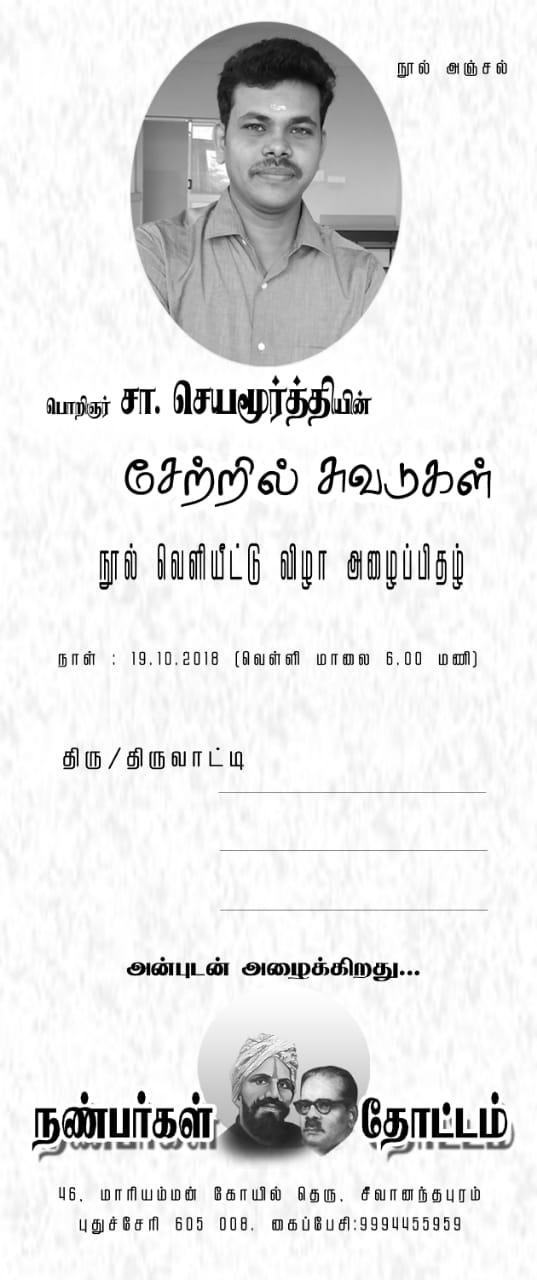 நூல் அஞ்சல்
பொறிஞர் சா. செயமூர்த்தியின்
சேற்றில் சுவடுகள்
நூல் வெளியீட்டு விழா அழைப்பிதழ்
நாள் : 19.10.2018 (வெள்ளி மாலை 6.00 மணி)
திரு/திருவாட்டி
அன்புடன் அழைக்கிறது...
நண்பர்கள் தோட்டம்
46, மாரியம்மன் கோயில் தெரு, சீவானந்தபுரம்
புதுச்சேரி 605 008, கைப்பேசி:9994455959